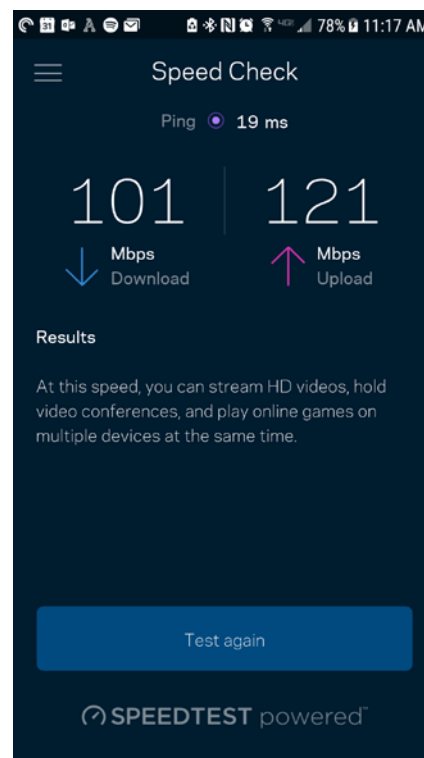 31 78% 11:17 AM
Speed Check
Ping 19 ms
101 121
Mbps Mbps
Download Upload
Results
At this speed, you can stream HD videos, hold
video conferences, and play online games on
multiple devices at the same time.
Test again
SPEEDTEST powered™